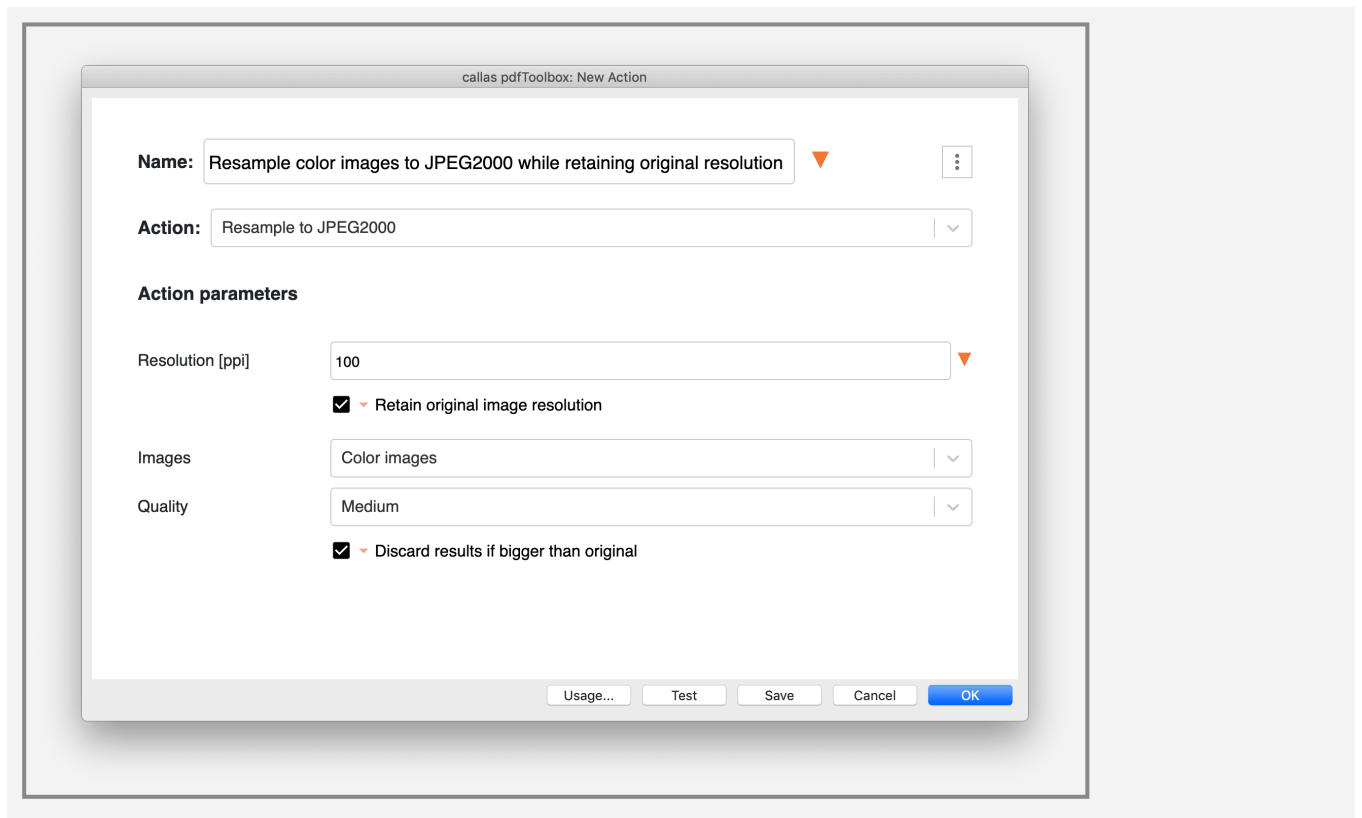 callas pdfToolbox: New Action
Name: Resample color images to JPEG2000 while retaining original resolution
Action: Resample to JPEG2000
Action parameters
Resolution [ppi] 100
Retain original image resolution
Images Color images
Quality Medium
Discard results if bigger than original
Usage... Test Save Cancel OK